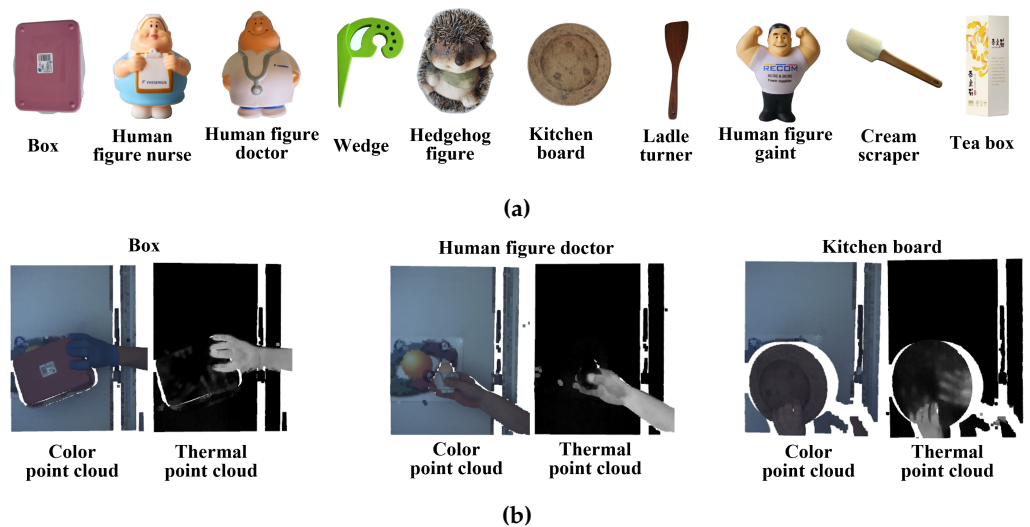 RECOM
Box
Human
figure nurse
Human figure
doctor
Wedge
Hedgehog
figure
Kitchen
board
Ladle
turner
Human figure
gaint
Cream
scraper
Tea box
(a)
Box
Human figure doctor
Kitchen board
Color
point cloud
Thermal
point cloud
Color
point cloud
Thermal
point cloud
Color
point cloud
Thermal
point cloud
(b)